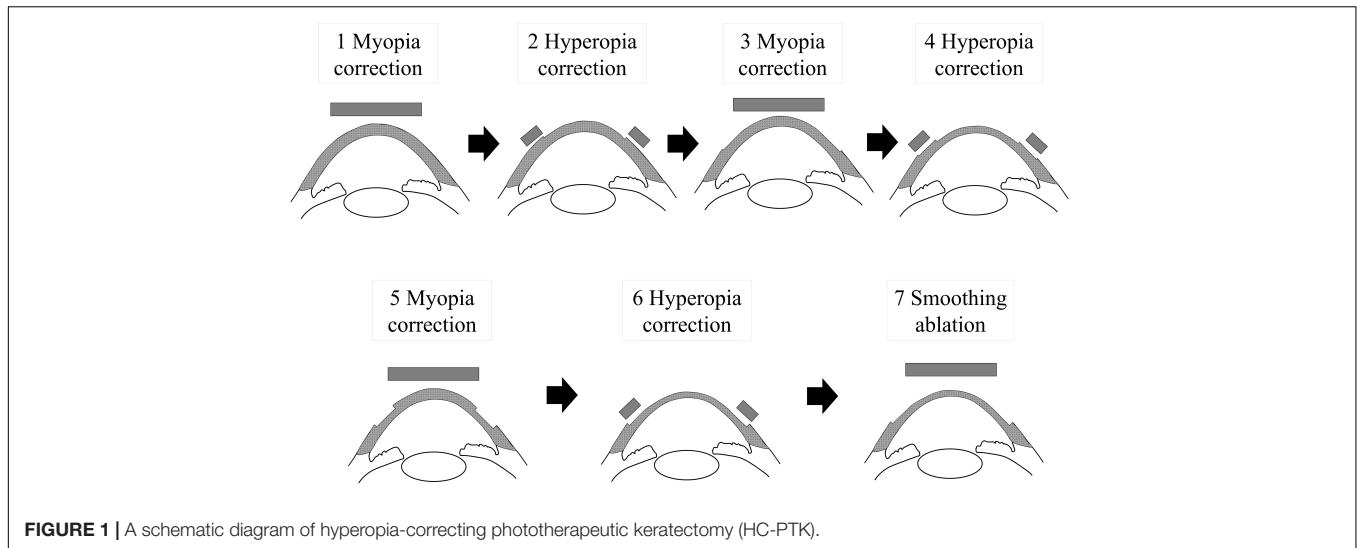 1 Myopia
correction
2 Hyperopia
correction
3 Myopia
correction
4 Hyperopia
correction
5 Myopia
correction
6 Hyperopia
correction
7 Smoothing
ablation
FIGURE 1 | A schematic diagram of hyperopia-correcting phototherapeutic keratectomy (HC-PTK).